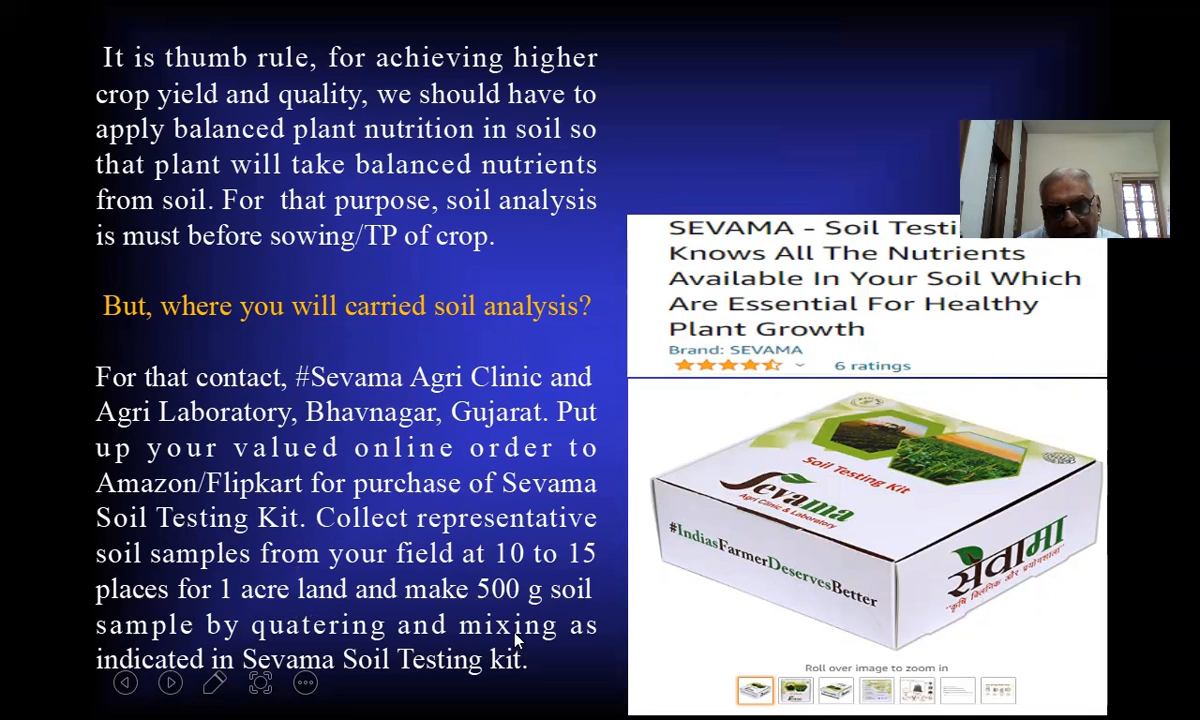 It is thumb rule, for achieving higher
crop yield and quality, we should have to
apply balanced plant nutrition in soil so
that plant will take balanced nutrients
from soil. For that purpose, soil analysis
is must before sowing/TP of crop.
But, where you will carried soil analysis?
For that contact, #Sevama Agri Clinic and
Agri Laboratory, Bhavnagar, Gujarat. Put
up your valued online order to
Amazon/Flipkart for purchase of Sevama
Soil Testing Kit. Collect representative
soil samples from your field at 10 to 15
places for 1 acre land and make 500 g soil
sample by quatering and mixing as
indicated in Sevama Soil Testing kit.
SEVAMA - Soil Testi
Knows All The Nutrients
Available In Your Soil Which
Are Essential For Healthy
Plant Growth
Brand: SEVAMA
6 ratings
Soil Testing Kit
Sevama
Agri Clinic & Laboratory
#IndiasFarmerDeservesBetter
सेवामा
"कृषि क्लिनिक और प्रयोगशाला"
Roll over image to zoom in